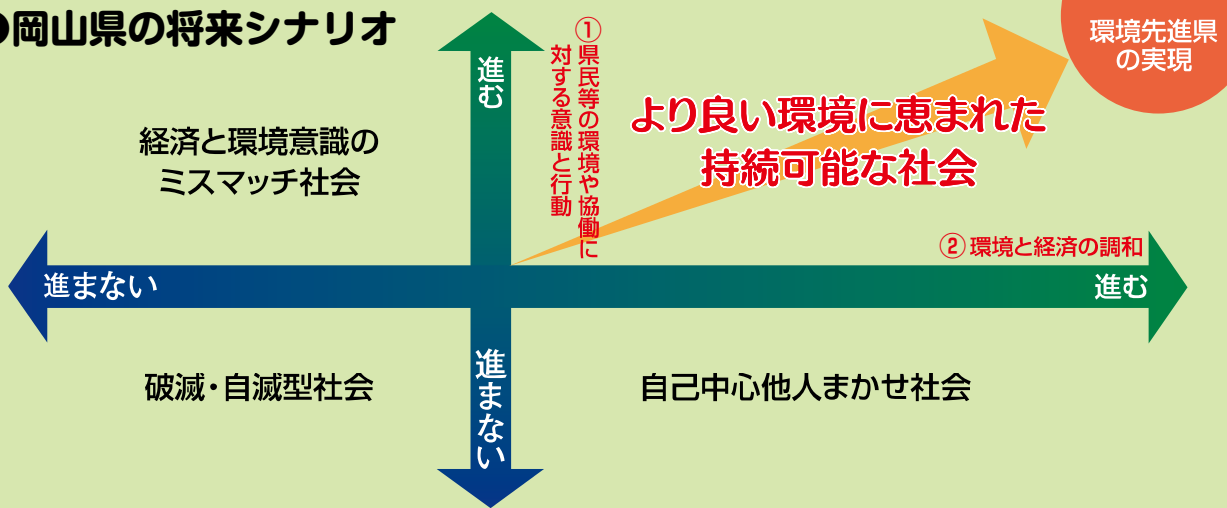 ●岡山県の将来シナリオ
環境先進県
の実現
進む
①県民等の環境や協働に
対する意識と行動
より良い環境に恵まれた
持続可能な社会
経済と環境意識の
ミスマッチ社会
②環境と経済の調和
進まない
進む
破滅・自滅型社会
進まない
自己中心他人まかせ社会